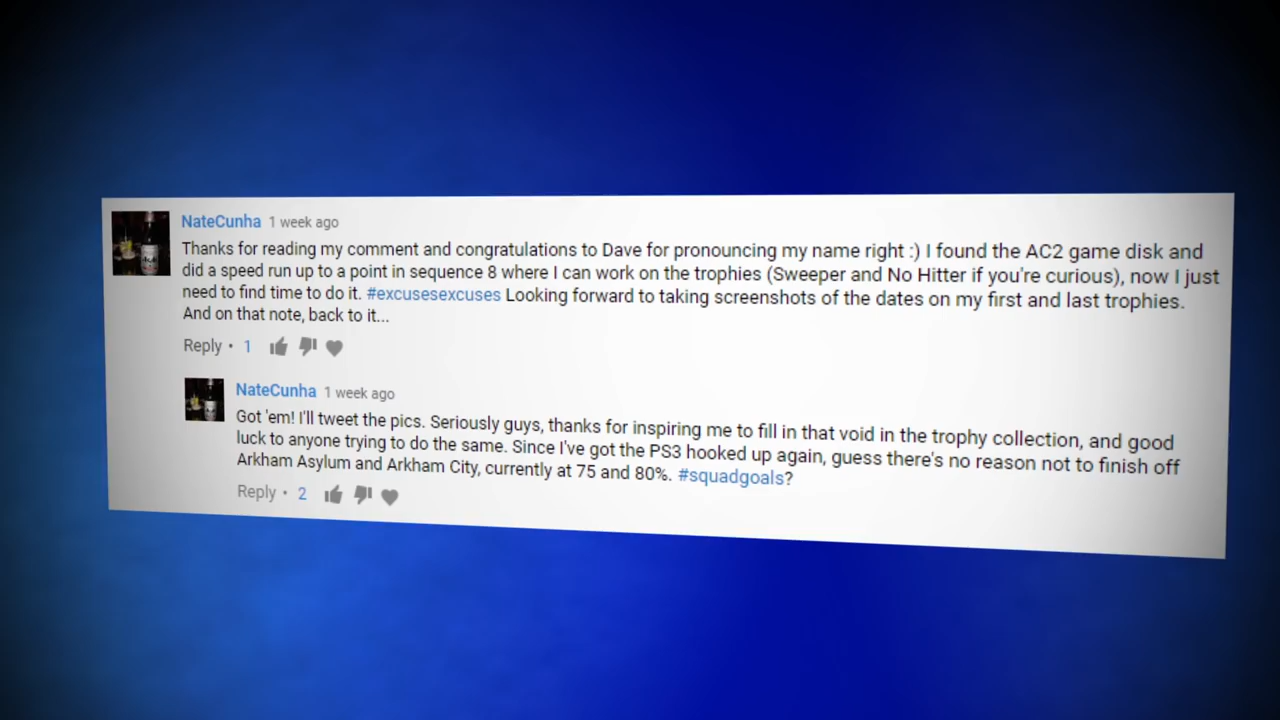 NateCunha 1 week ago
Thanks for reading my comment and congratulations to Dave for pronouncing my name right :) I found the AC2 game disk and
did a speed run up to a point in sequence 8 where I can work on the trophies (Sweeper and No Hitter if you're curious), now I just
need to find time to do it. #excusesexcuses Looking forward to taking screenshots of the dates on my first and last trophies.
And on that note, back to it...
Reply • 1
NateCunha 1 week ago
Got 'em! I'll tweet the pics. Seriously guys, thanks for inspiring me to fill in that void in the trophy collection, and good
luck to anyone trying to do the same. Since I've got the PS3 hooked up again, guess there's no reason not to finish off
Arkham Asylum and Arkham City, currently at 75 and 80%. #squadgoals?
Reply • 2